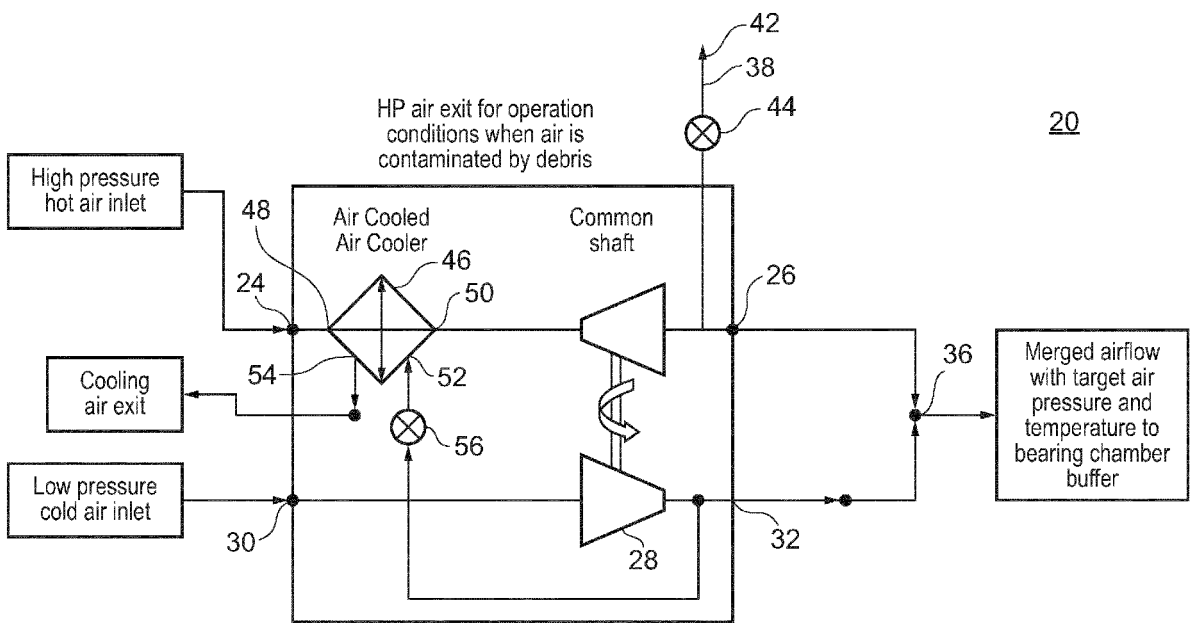 42
38
44
20
HP air exit for operation
conditions when air is
contaminated by debris
High pressure
hot air inlet
Air Cooled
Air Cooler
Common
shaft
48
46
50
24
26
54
52
36
Cooling
air exit
56
Merged airflow
with target air
pressure and
temperature to
bearing chamber
buffer
Low pressure
cold air inlet
30
28
32